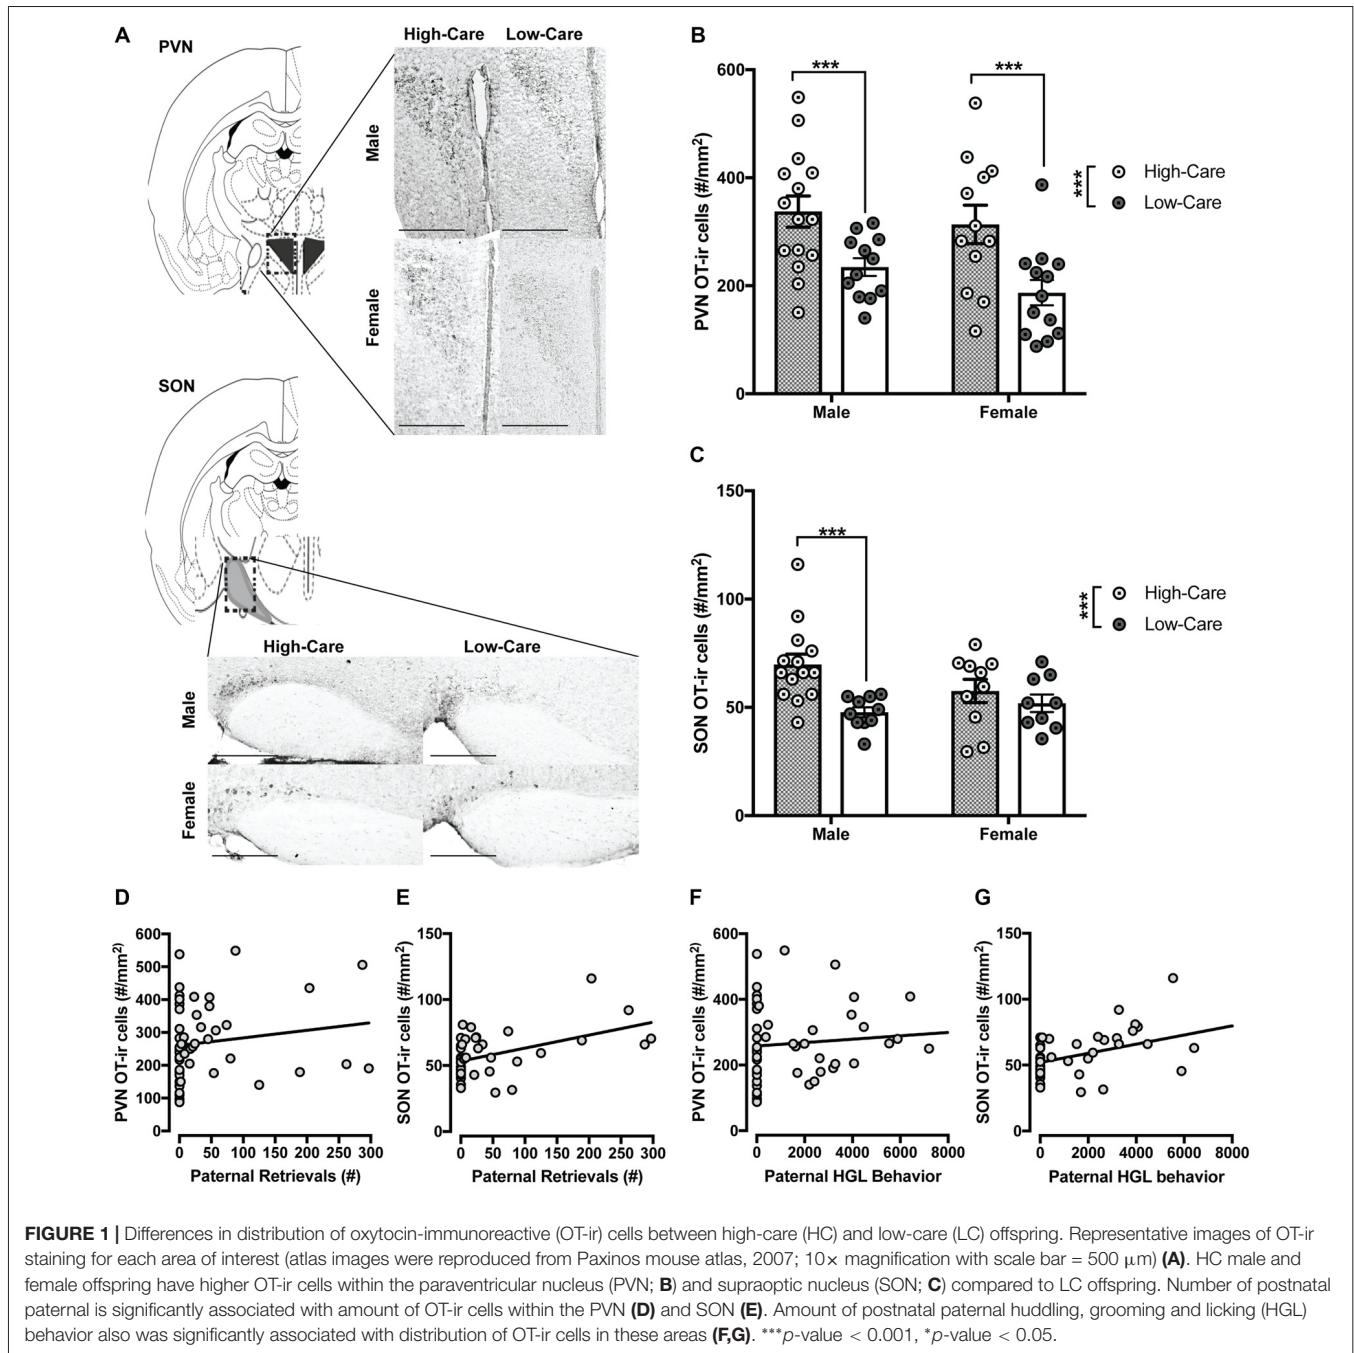 A
PVN
High-Care Low-Care
Male
Female
SON
High-Care Low-Care
Male
Female
B
PVN OT-ir cells (#/mm2)
600
400
200
0
***
***
Male Female
***
High-Care
Low-Care
C
SON OT-ir cells (#/mm2)
150
100
50
0
***
Male Female
***
High-Care
Low-Care
D
PVN OT-ir cells (#/mm2)
600
500
400
300
200
100
0
0 50 100 150 200 250 300
Paternal Retrievals (#)
E
SON OT-ir cells (#/mm2)
150
100
50
0
0 50 100 150 200 250 300
Paternal Retrievals (#)
F
PVN OT-ir cells (#/mm2)
600
400
200
0
0 2000 4000 6000 8000
Paternal HGL Behavior
G
SON OT-ir cells (#/mm2)
150
100
50
0
0 2000 4000 6000 8000
Paternal HGL behavior
FIGURE 1 | Differences in distribution of oxytocin-immunoreactive (OT-ir) cells between high-care (HC) and low-care (LC) offspring. Representative images of OT-ir
staining for each area of interest (atlas images were reproduced from Paxinos mouse atlas, 2007; 10× magnification with scale bar = 500 μm) (A). HC male and
female offspring have higher OT-ir cells within the paraventricular nucleus (PVN; B) and supraoptic nucleus (SON; C) compared to LC offspring. Number of postnatal
paternal is significantly associated with amount of OT-ir cells within the PVN (D) and SON (E). Amount of postnatal paternal huddling, grooming and licking (HGL)
behavior also was significantly associated with distribution of OT-ir cells in these areas (F,G). ***p-value < 0.001, *p-value < 0.05.